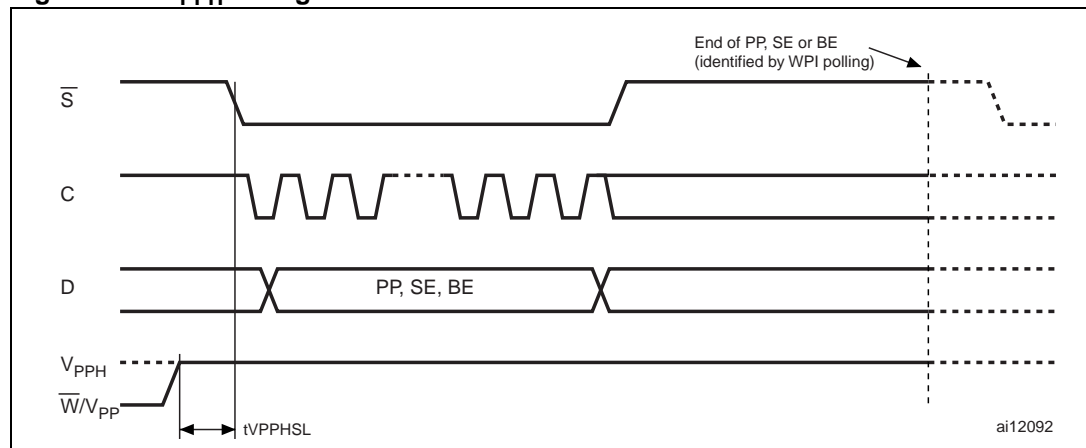 End of PP, SE or BE
(identified by WPI polling)
S
C
D
PP, SE, BE
VPPH
W/VPP
tVPPHSL
ai12092